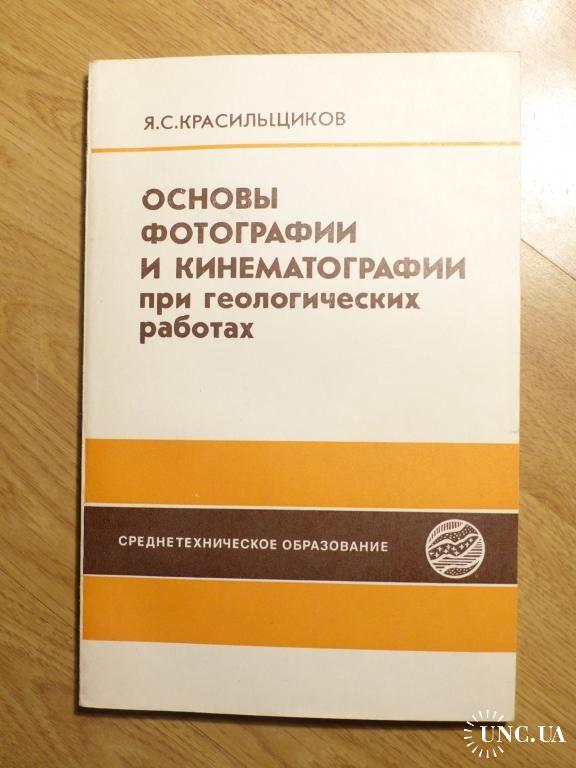 Я.С.КРАСИЛЬЩИКОВ
ОСНОВЫ
ФОТОГРАФИИ
И КИНЕМАТОГРАФИИ
при геологических
работах
СРЕДНЕТЕХНИЧЕСКОЕ ОБРАЗОВАНИЕ
UNC.UA